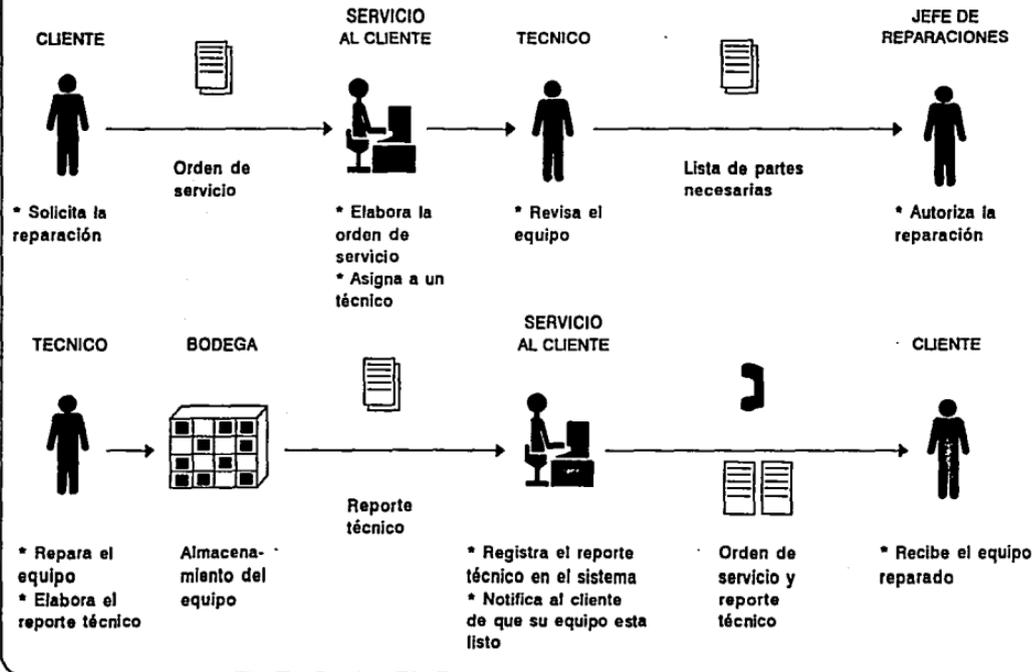 CLIENTE
SERVICIO
AL CLIENTE
TECNICO
JEFE DE
REPARACIONES
Orden de
servicio
Lista de partes
necesarias
* Solicita la
reparación
* Elabora la
orden de
servicio
* Asigna a un
técnico
* Revisa el
equipo
* Autoriza la
reparación
TECNICO
BODEGA
SERVICIO
AL CLIENTE
CLIENTE
Reporte
técnico
* Repara el
equipo
* Elabora el
reporte técnico
Almacena-
miento del
equipo
* Registra el reporte
técnico en el sistema
* Notifica al cliente
de que su equipo esta
listo
Orden de
servicio y
reporte
técnico
* Recibe el equipo
reparado